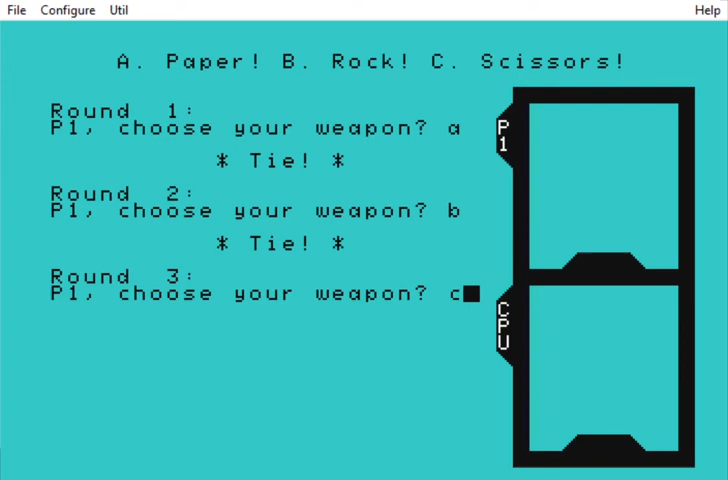 File Configure Util Help
A. Paper! B. Rock! C. Scissors!
Round 1:
P1, choose your weapon? a
* Tie! *
Round 2:
P1, choose your weapon? b
* Tie! *
Round 3:
P1, choose your weapon? c
P1
CPU